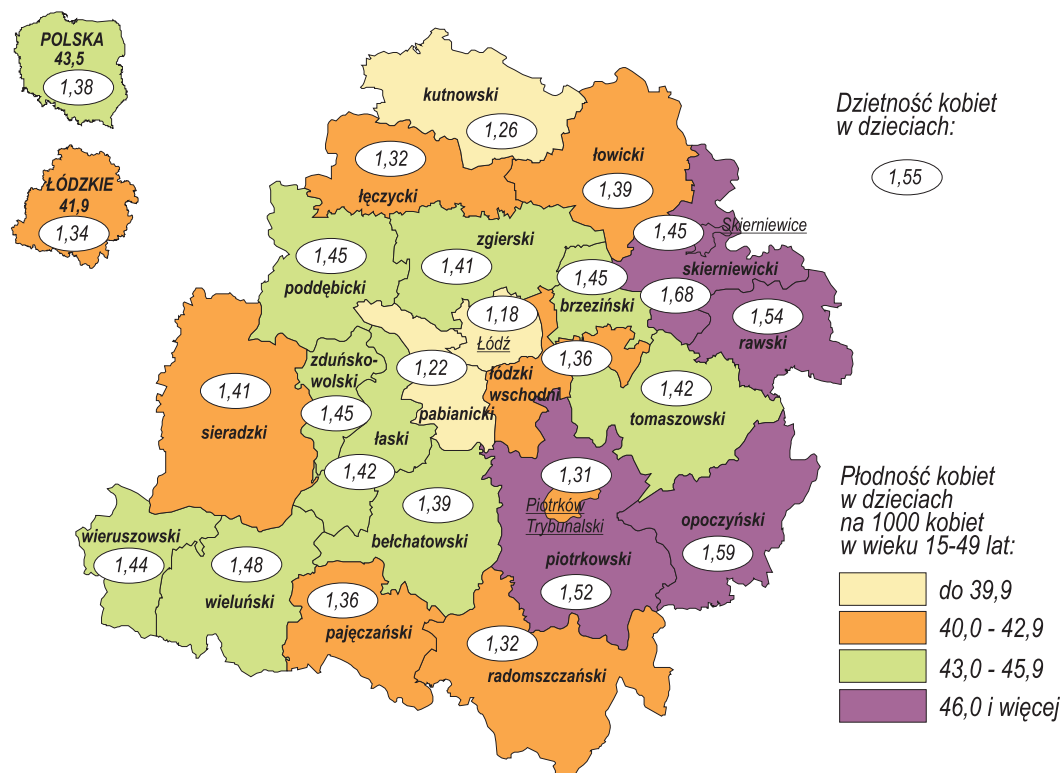 POLSKA
43,5
1,38
ŁÓDZKIE
41,9
1,34
Dzietność kobiet
w dzieciach:
1,55
kutnowski
1,26
1,32
łęczycki
łowicki
1,39
1,45
Skierniewice
skierniewicki
1,68
1,54
rawski
zgierski
1,41
1,45
poddębicki
1,45
brzeziński
1,18
Łódź
1,36
łódzki
wschodni
1,22
pabianicki
zduńsko-
wolski
1,45
1,41
sieradzki
łaski
1,42
1,42
tomaszowski
1,39
bełchatowski
1,31
Piotrków
Trybunalski
piotrkowski
1,52
opoczyński
1,59
wieruszowski
1,44
1,48
wieluński
1,36
pajęczański
1,32
radomszczański
Płodność kobiet
w dzieciach
na 1000 kobiet
w wieku 15-49 lat:
do 39,9
40,0 - 42,9
43,0 - 45,9
46,0 i więcej